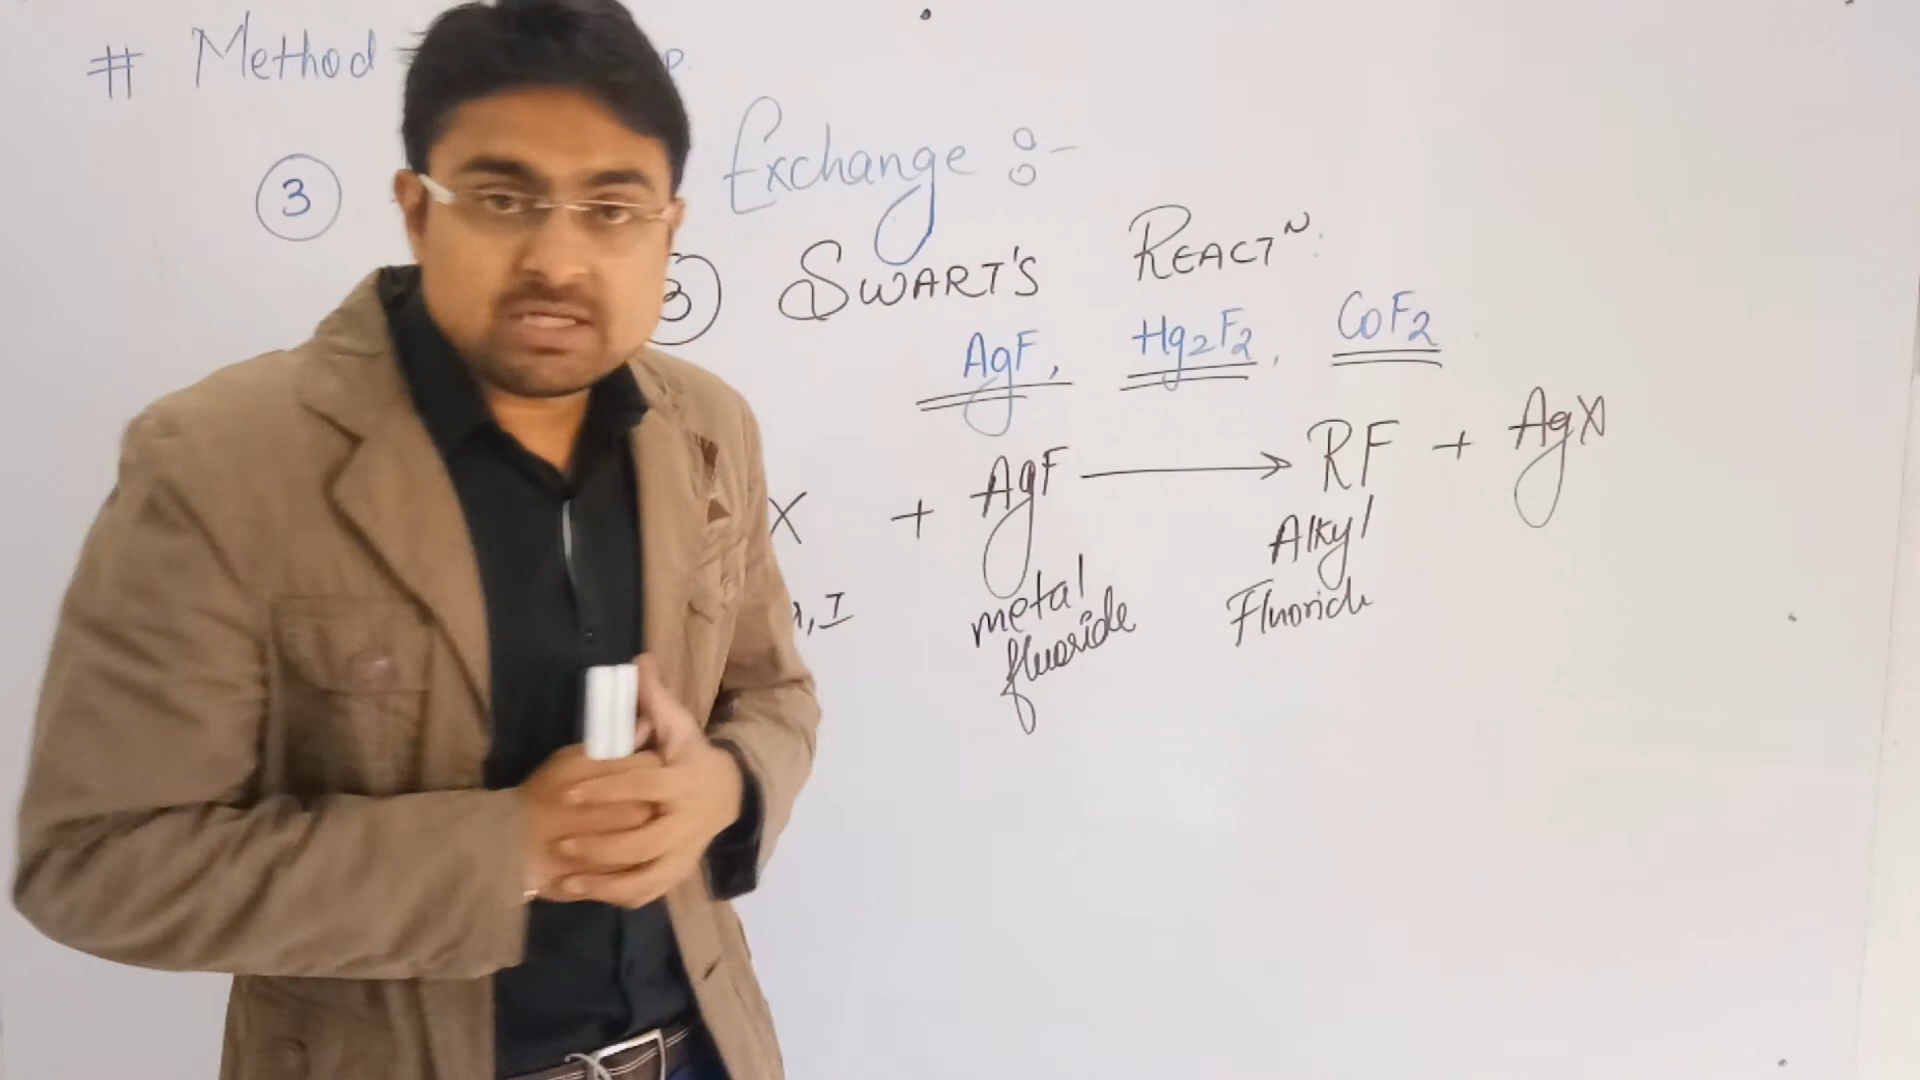 # Method p.
3 Exchange :-
3 SWART'S REACTN
AgF, Hg2F2, CoF2
X + AgF → RF + AgX
, I metal fluoride Alkyl Fluoride